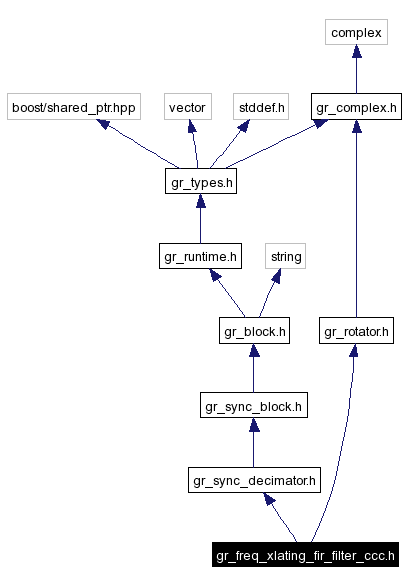 complex
boost/shared_ptr.hpp
vector
stddef.h
gr_complex.h
gr_types.h
gr_runtime.h
string
gr_block.h
gr_rotator.h
gr_sync_block.h
gr_sync_decimator.h
gr_freq_xlating_fir_filter_ccc.h